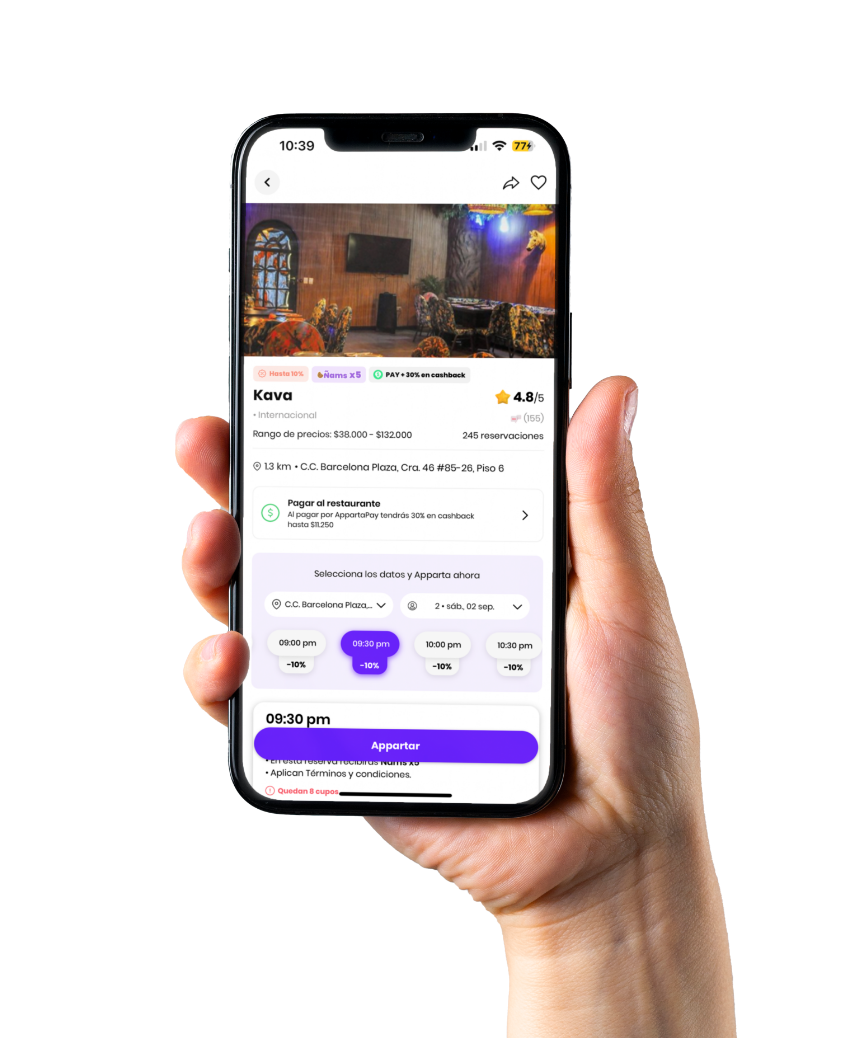 10:39
77
Hasta 10%
Ñams x5
PAY + 30% en cashback
Kava
4.8/5
• Internacional
(155)
Rango de precios: $38.000 - $132.000
245 reservaciones
1.3 km • C.C. Barcelona Plaza, Cra. 46 #85-26, Piso 6
Pagar al restaurante
Al pagar por AppartaPay tendrás 30% en cashback
hasta $11.250
Selecciona los datos y Apparta ahora
C.C. Barcelona Plaza,...
2 • sáb., 02 sep.
09:00 pm
09:30 pm
10:00 pm
10:30 pm
-10%
-10%
-10%
-10%
09:30 pm
Appartar
• En esta reserva recibirás Ñams x5
• Aplican Términos y condiciones.
Quedan 8 cupos